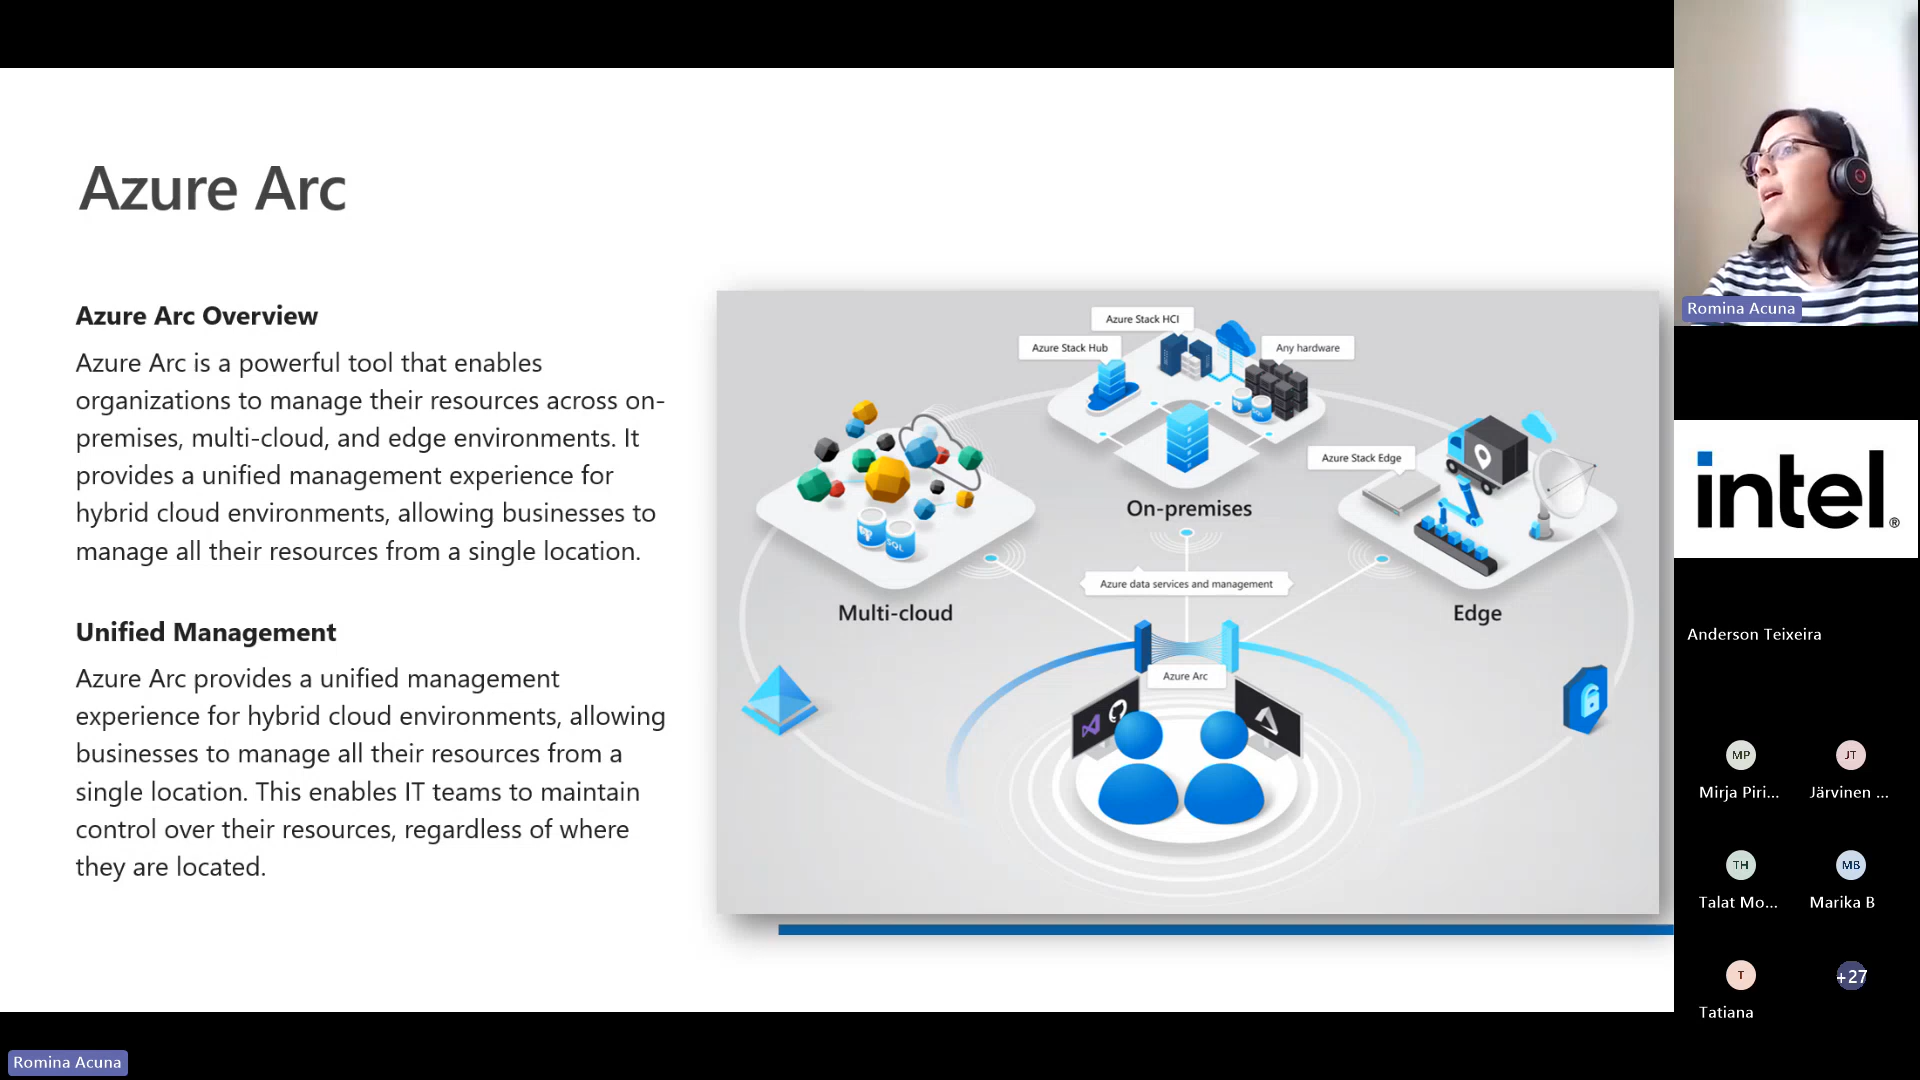 Azure Arc
Azure Arc Overview
Azure Arc is a powerful tool that enables
organizations to manage their resources across on-
premises, multi-cloud, and edge environments. It
provides a unified management experience for
hybrid cloud environments, allowing businesses to
manage all their resources from a single location.
Unified Management
Azure Arc provides a unified management
experience for hybrid cloud environments, allowing
businesses to manage all their resources from a
single location. This enables IT teams to maintain
control over their resources, regardless of where
they are located.
Azure Stack HCI
Azure Stack Hub
Any hardware
SQL
On-premises
Azure Stack Edge
SQL
Multi-cloud
Azure data services and management
Edge
Azure Arc
Romina Acuna
intel®
Anderson Teixeira
MP
JT
Mirja Piri...
Järvinen ...
TH
MB
Talat Mo...
Marika B
T
+27
Tatiana
Romina Acuna